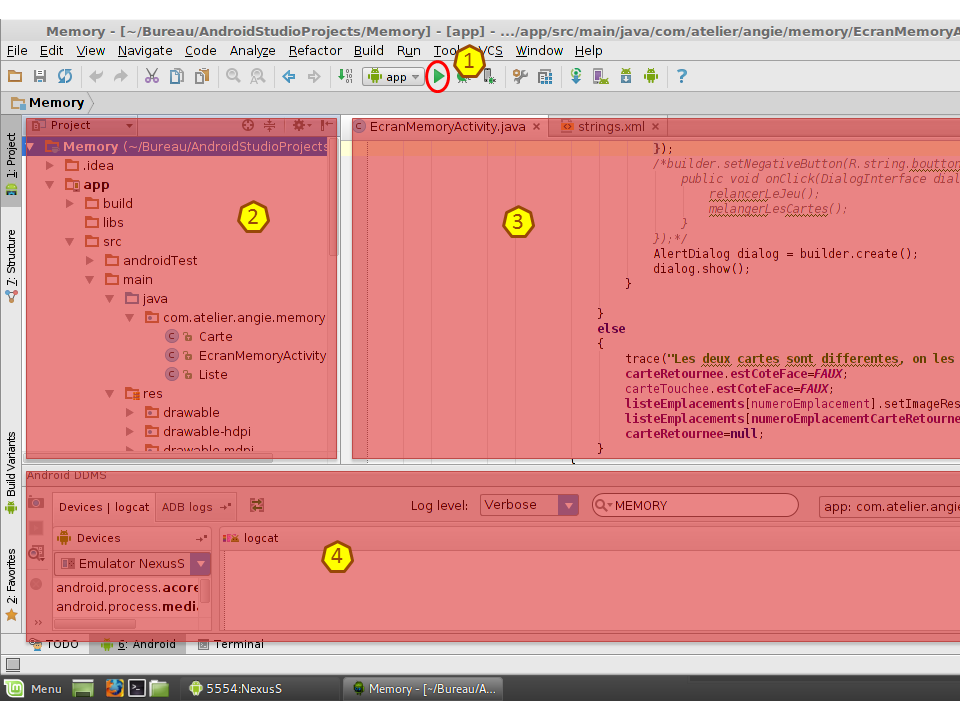 Memory - [~/Bureau/AndroidStudioProjects/Memory] - [app] - .../app/src/main/java/com/atelier/angie/memory/EcranMemoryA
File Edit View Navigate Code Analyze Refactor Build Run Tools VCS Window Help
1
app
?
Memory
1: Project
7: Structure
Build Variants
2: Favorites
Project
Memory (~/Bureau/AndroidStudioProjects
.idea
app
build
libs
src
androidTest
main
java
com.atelier.angie.memory
Carte
EcranMemoryActivity
Liste
res
drawable
drawable-hdpi
drawable-mdpi
2
EcranMemoryActivity.java × strings.xml ×
});
/*builder.setNegativeButton(R.string.boutton
public void onClick(DialogInterface dial
relancerLeJeu();
melangerLesCartes();
}
});*/
AlertDialog dialog = builder.create();
dialog.show();
}
}
else
{
trace("Les deux cartes sont differentes, on les
carteRetournee.estCoteFace=FAUX;
carteTouchee.estCoteFace=FAUX;
listeEmplacements[numeroEmplacement].setImageRes
listeEmplacements[numeroEmplacementCarteRetourne
carteRetournee=null;
}
{
3
Android DDMS
Devices | logcat ADB logs Log level: Verbose MEMORY app: com.atelier.angie
Devices logcat
Emulator NexusS
android.process.acore
android.process.media
4
TODO 6: Android Terminal
Menu 5554:NexusS Memory - [~/Bureau/A...